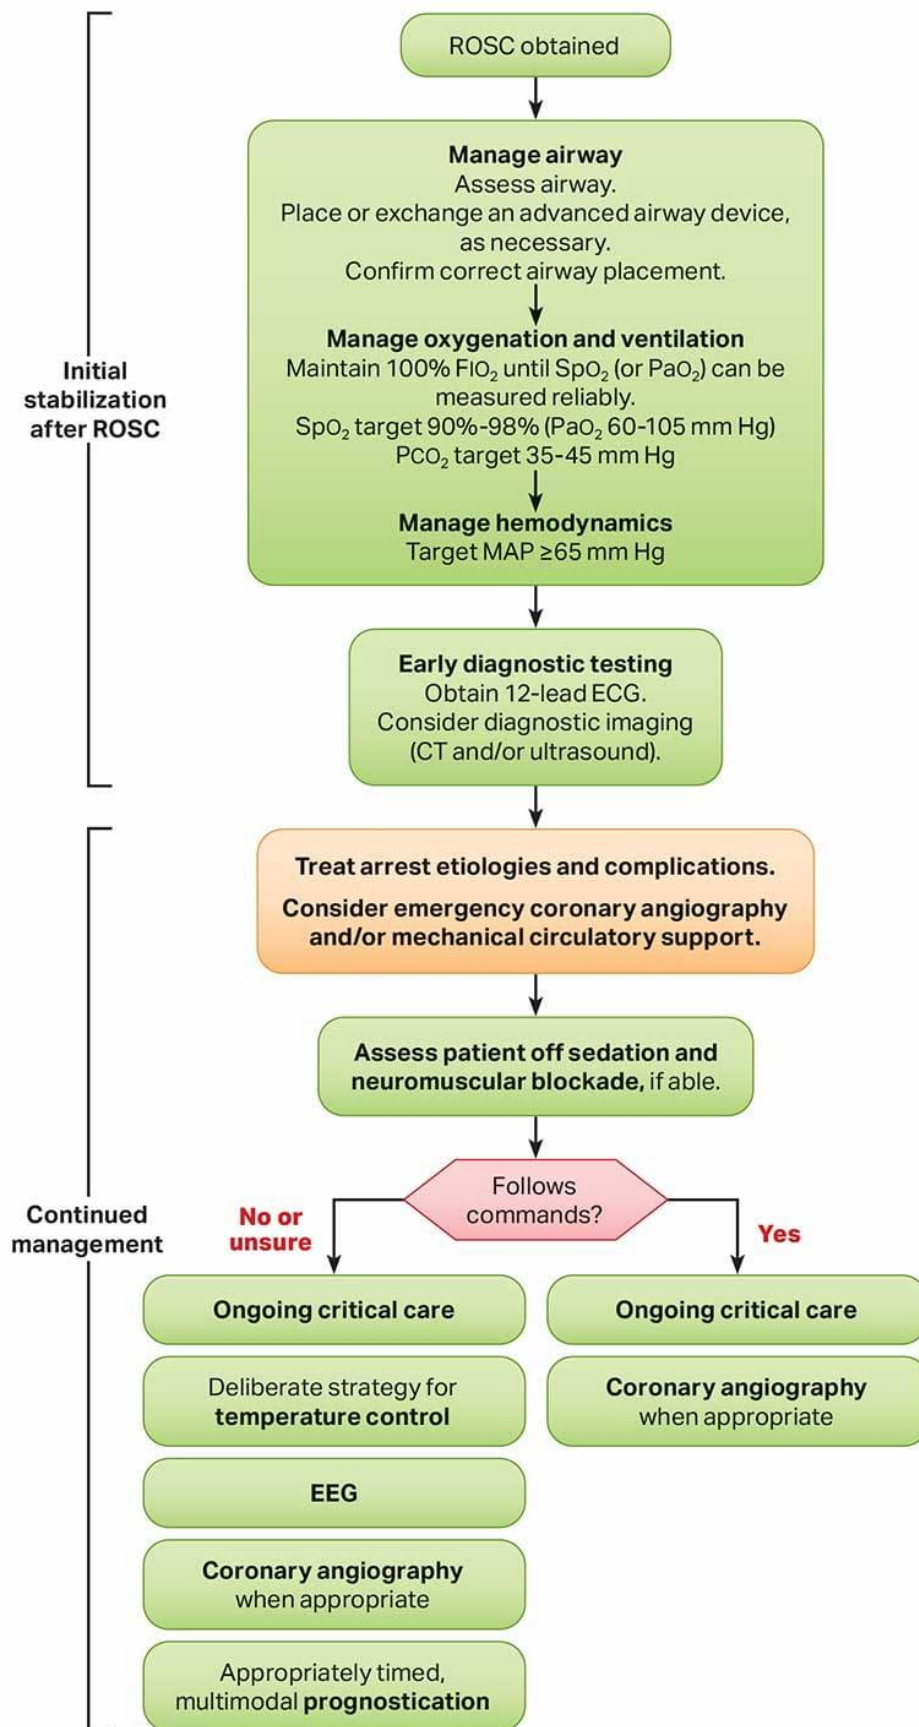 ROSC obtained
Manage airway
Assess airway.
Place or exchange an advanced airway device,
as necessary.
Confirm correct airway placement.
Manage oxygenation and ventilation
Maintain 100% FIO₂ until SpO₂ (or PaO₂) can be
measured reliably.
SpO₂ target 90%-98% (PaO₂ 60-105 mm Hg)
PCO₂ target 35-45 mm Hg
Manage hemodynamics
Target MAP ≥65 mm Hg
Initial
stabilization
after ROSC
Early diagnostic testing
Obtain 12-lead ECG.
Consider diagnostic imaging
(CT and/or ultrasound).
Treat arrest etiologies and complications.
Consider emergency coronary angiography
and/or mechanical circulatory support.
Assess patient off sedation and
neuromuscular blockade, if able.
Follows
commands?
Continued
management
No or
unsure
Yes
Ongoing critical care
Deliberate strategy for
temperature control
EEG
Coronary angiography
when appropriate
Appropriately timed,
multimodal prognostication
Ongoing critical care
Coronary angiography
when appropriate